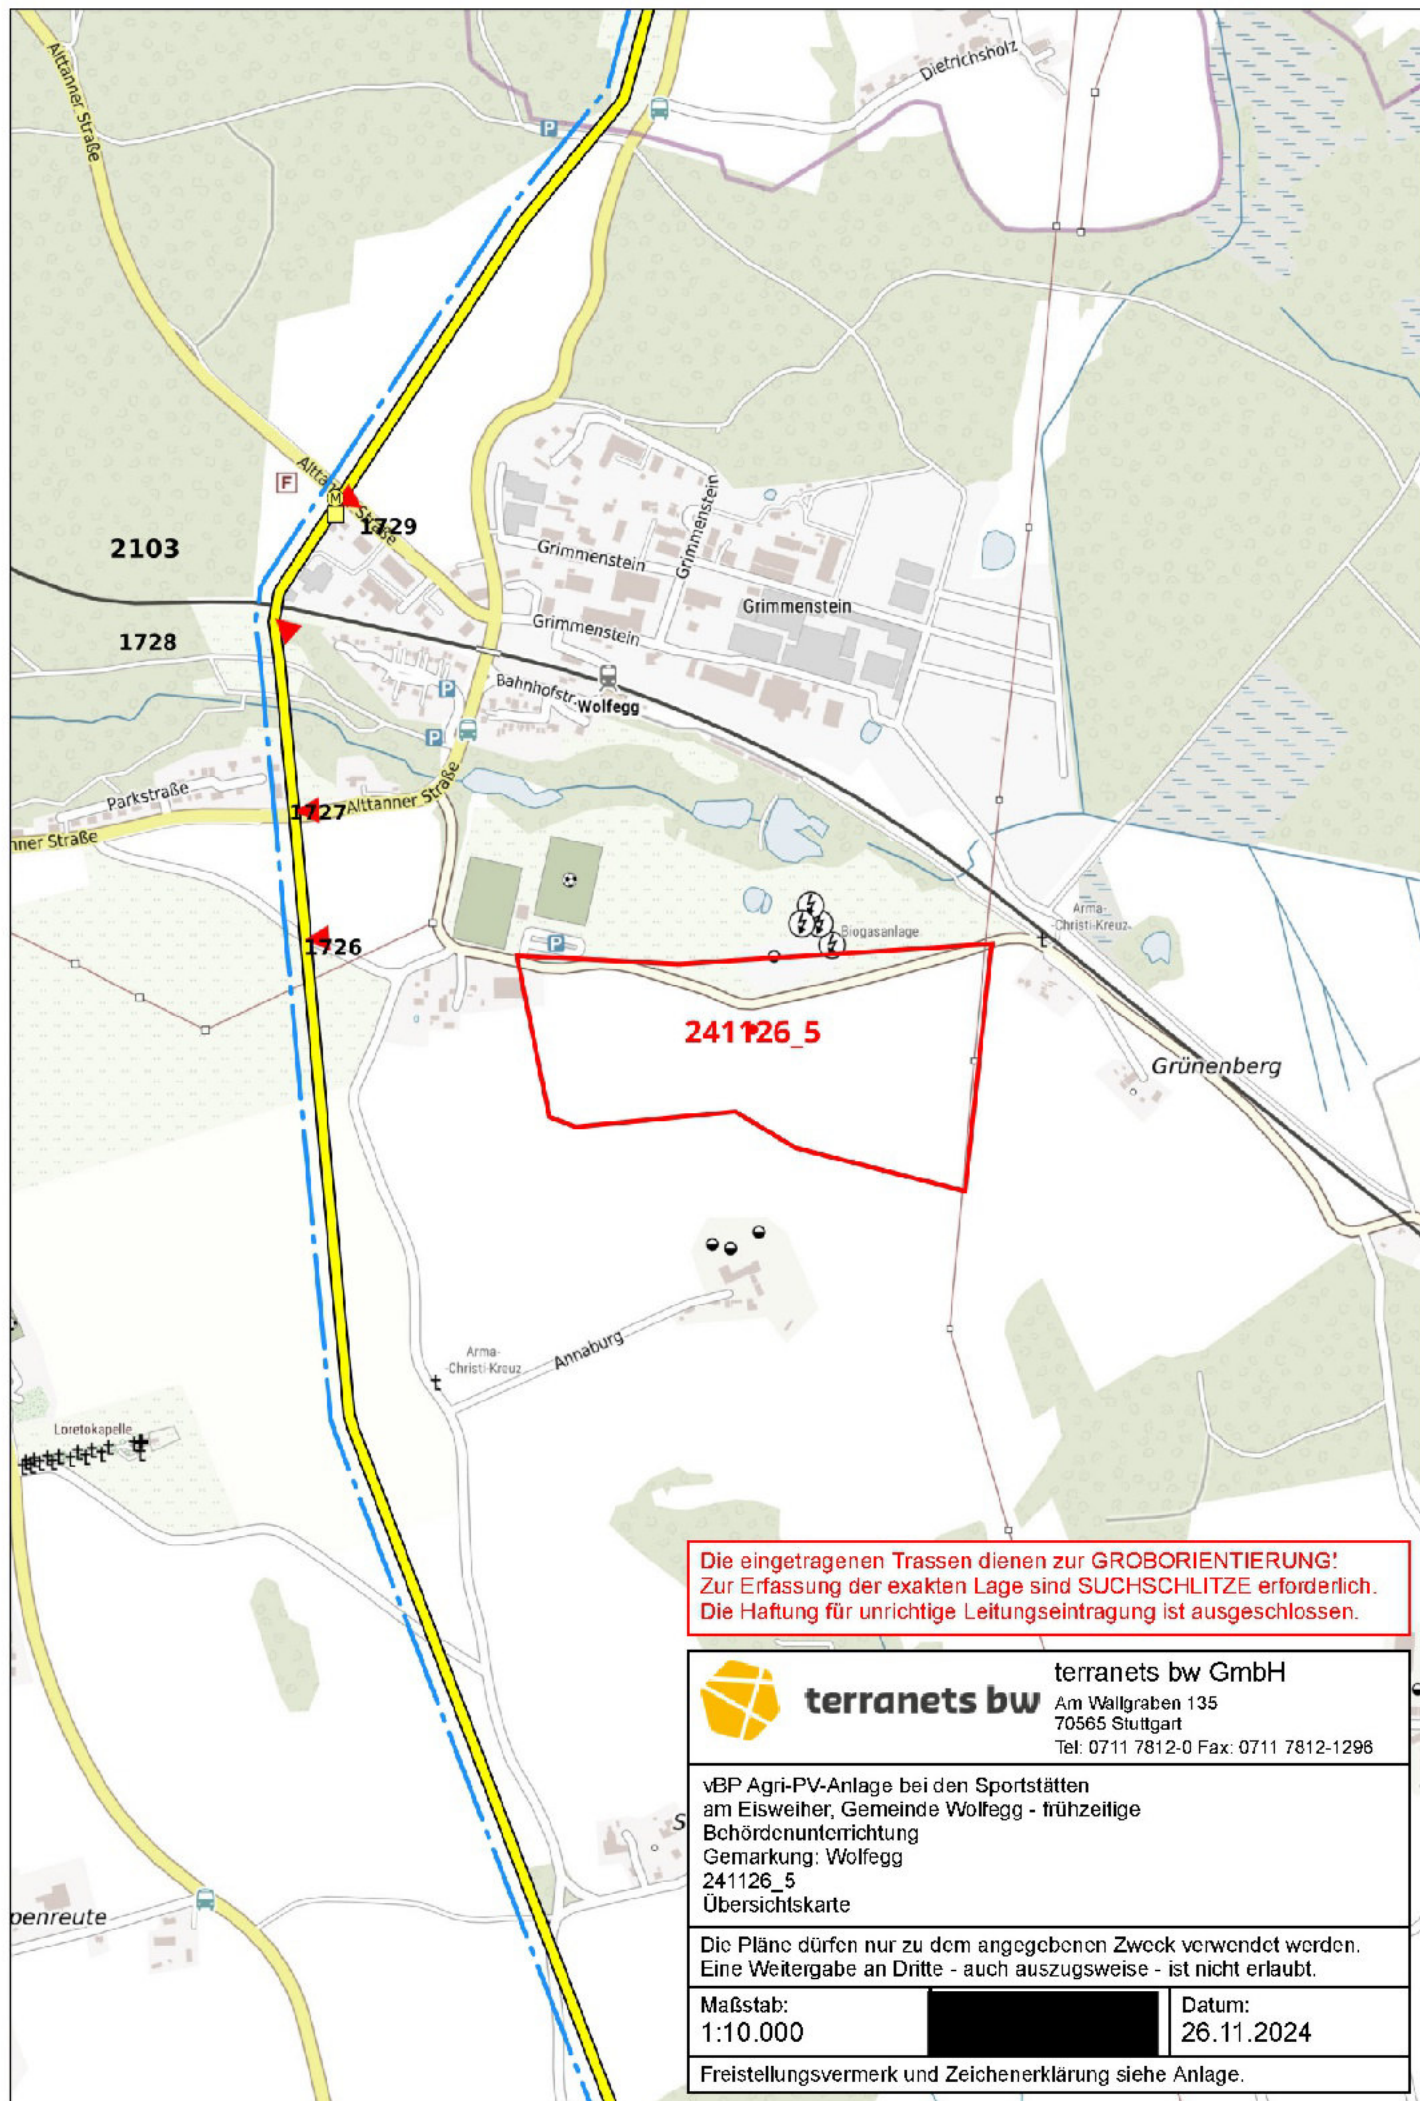 Alttanner Straße
Dietrichsholz
P
F
Alttanner Straße
M
1729
2103
Grimmenstein
Grimmenstein
Grimmenstein
Grimmenstein
1728
Bahnhofstr.
Wolfegg
P
P
Parkstraße
1727
Alttanner Straße
nner Straße
Arma-
Christi-Kreuz
Biogasanlage
P
1726
241126_5
Grünenberg
Annaburg
Arma-
Christi-Kreuz
Loretokapelle
Die eingetragenen Trassen dienen zur GROBORIENTIERUNG!
Zur Erfassung der exakten Lage sind SUCHSCHLITZE erforderlich.
Die Haftung für unrichtige Leitungseintragung ist ausgeschlossen.
terranets bw
terranets bw GmbH
Am Wallgraben 135
70565 Stuttgart
Tel: 0711 7812-0 Fax: 0711 7812-1296
vBP Agri-PV-Anlage bei den Sportstätten
am Eisweiher, Gemeinde Wolfegg - frühzeitige
Behördenunterrichtung
Gemarkung: Wolfegg
241126_5
Übersichtskarte
S
penreute
Die Pläne dürfen nur zu dem angegebenen Zweck verwendet werden.
Eine Weitergabe an Dritte - auch auszugsweise - ist nicht erlaubt.
Maßstab:
1:10.000
Datum:
26.11.2024
Freistellungsvermerk und Zeichenerklärung siehe Anlage.